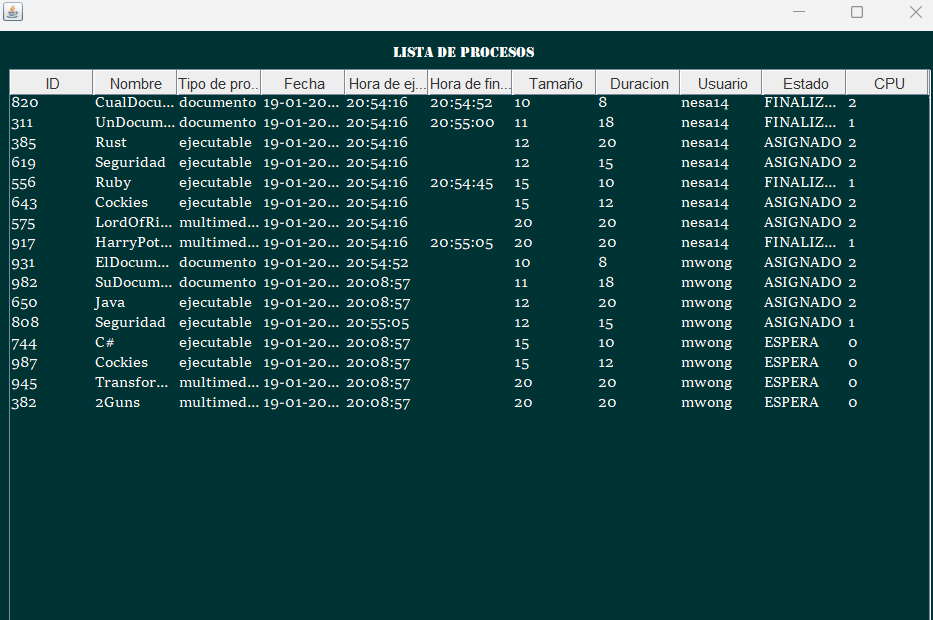 LISTA DE PROCESOS
ID Nombre Tipo de pro... Fecha Hora de ej... Hora de fin... Tamaño Duracion Usuario Estado CPU
820 CualDocu... documento 19-01-20... 20:54:16 20:54:52 10 8 nesa14 FINALIZ... 2
311 UnDocum... documento 19-01-20... 20:54:16 20:55:00 11 18 nesa14 FINALIZ... 1
385 Rust ejecutable 19-01-20... 20:54:16 12 20 nesa14 ASIGNADO 2
619 Seguridad ejecutable 19-01-20... 20:54:16 12 15 nesa14 ASIGNADO 2
556 Ruby ejecutable 19-01-20... 20:54:16 20:54:45 15 10 nesa14 FINALIZ... 1
643 Cockies ejecutable 19-01-20... 20:54:16 15 12 nesa14 ASIGNADO 2
575 LordOfRi... multimed... 19-01-20... 20:54:16 20 20 nesa14 ASIGNADO 2
917 HarryPot... multimed... 19-01-20... 20:54:16 20:55:05 20 20 nesa14 FINALIZ... 1
931 ElDocum... documento 19-01-20... 20:54:52 10 8 mwong ASIGNADO 2
982 SuDocum... documento 19-01-20... 20:08:57 11 18 mwong ASIGNADO 2
650 Java ejecutable 19-01-20... 20:08:57 12 20 mwong ASIGNADO 2
808 Seguridad ejecutable 19-01-20... 20:55:05 12 15 mwong ASIGNADO 1
744 C# ejecutable 19-01-20... 20:08:57 15 10 mwong ESPERA 0
987 Cockies ejecutable 19-01-20... 20:08:57 15 12 mwong ESPERA 0
945 Transfor... multimed... 19-01-20... 20:08:57 20 20 mwong ESPERA 0
382 2Guns multimed... 19-01-20... 20:08:57 20 20 mwong ESPERA 0